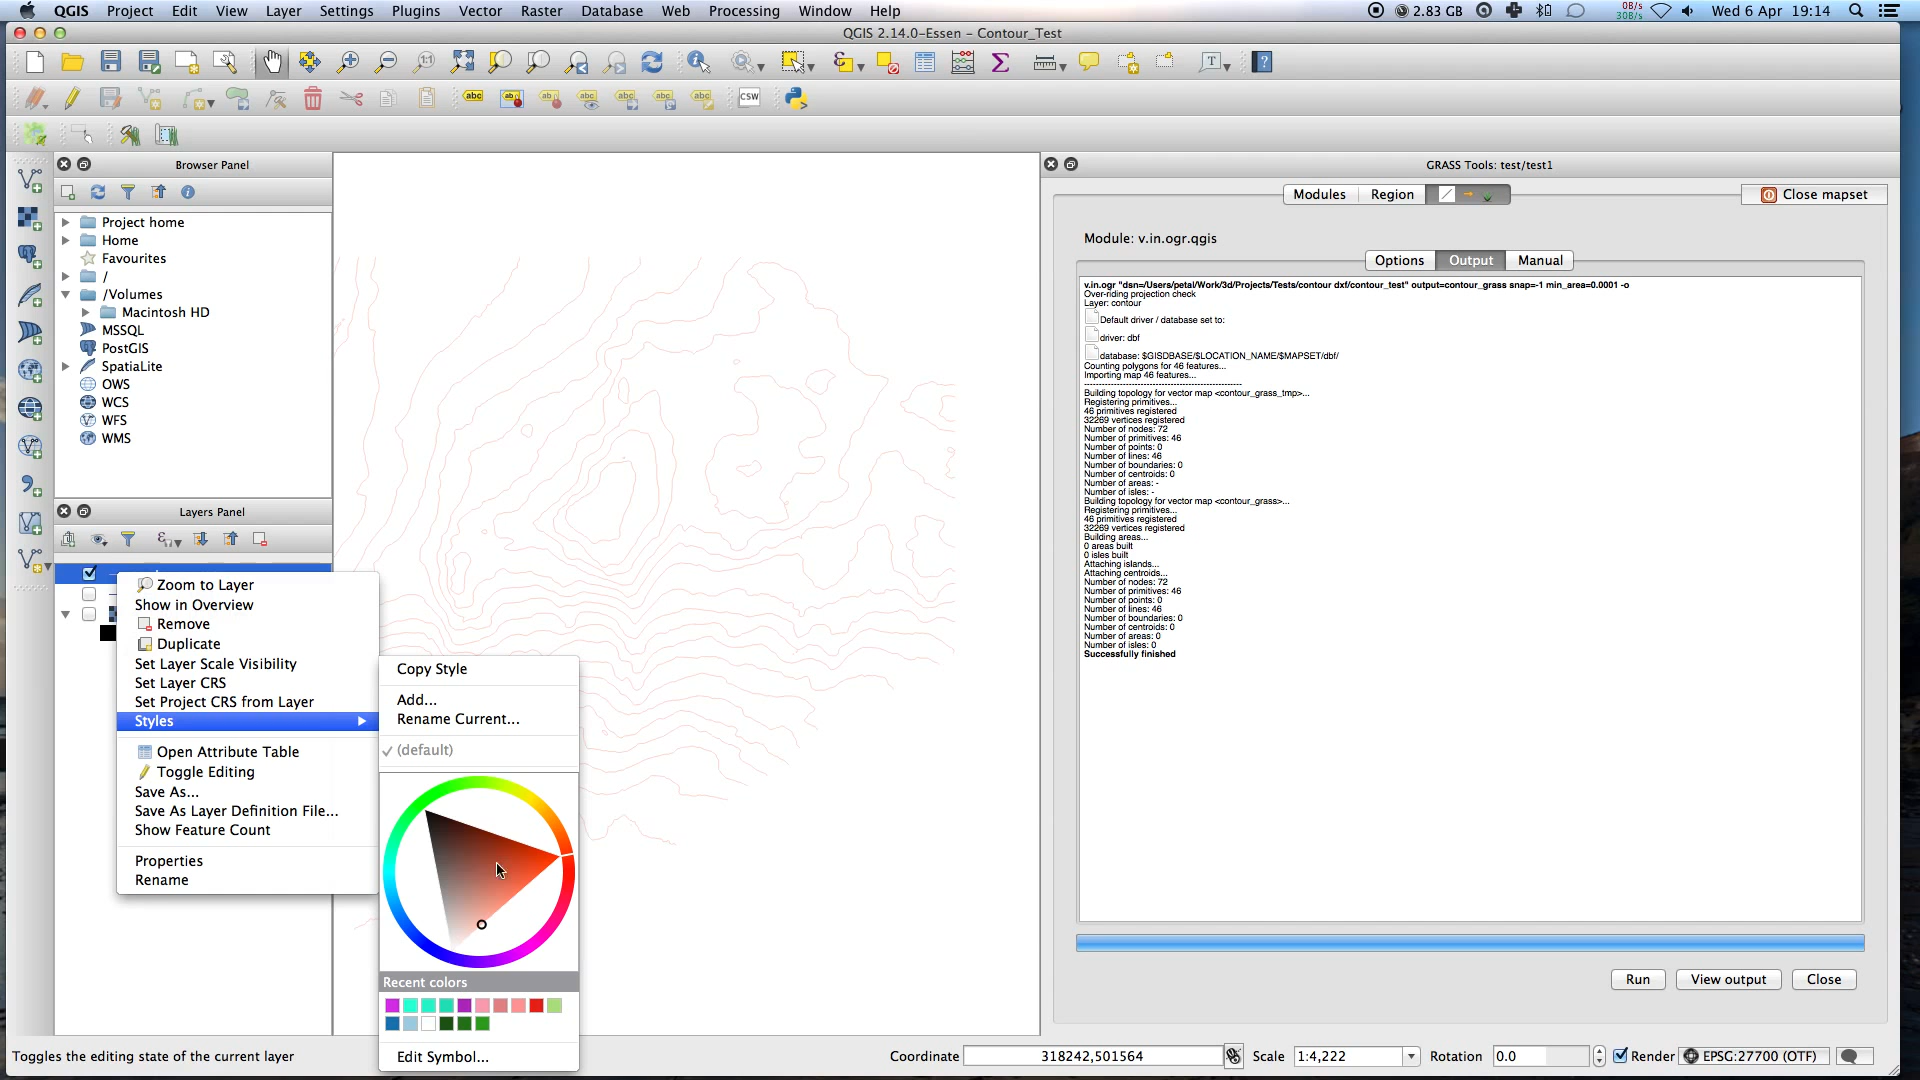 QGIS Project Edit View Layer Settings Plugins Vector Raster Database Web Processing Window Help
2.83 GB
0B/s
30B/s
Wed 6 Apr 19:14
QGIS 2.14.0-Essen - Contour_Test
abc
abc
CSW
Browser Panel
Project home
Home
Favourites
/
/Volumes
Macintosh HD
MSSQL
PostGIS
SpatiaLite
OWS
WCS
WFS
WMS
Layers Panel
Zoom to Layer
Show in Overview
Remove
Duplicate
Set Layer Scale Visibility
Set Layer CRS
Set Project CRS from Layer
Styles
Open Attribute Table
Toggle Editing
Save As...
Save As Layer Definition File...
Show Feature Count
Properties
Rename
Copy Style
Add...
Rename Current...
(default)
Recent colors
Edit Symbol...
GRASS Tools: test/test1
Modules Region
Close mapset
Module: v.in.ogr.qgis
Options Output Manual
v.in.ogr "dsn=/Users/petal/Work/3d/Projects/Tests/contour dxf/contour_test" output=contour_grass snap=-1 min_area=0.0001 -o
Over-riding projection check
Layer: contour
Default driver / database set to:
driver: dbf
database: $GISDBASE/$LOCATION_NAME/$MAPSET/dbf/
Counting polygons for 46 features...
Importing map 46 features...
-----------------------------------------------------
Building topology for vector map <contour_grass_tmp>...
Registering primitives...
46 primitives registered
32269 vertices registered
Number of nodes: 72
Number of primitives: 46
Number of points: 0
Number of lines: 46
Number of boundaries: 0
Number of centroids: 0
Number of areas: -
Number of isles: -
Building topology for vector map <contour_grass>...
Registering primitives...
46 primitives registered
32269 vertices registered
Building areas...
0 areas built
0 isles built
Attaching islands...
Attaching centroids...
Number of nodes: 72
Number of primitives: 46
Number of points: 0
Number of lines: 46
Number of boundaries: 0
Number of centroids: 0
Number of areas: 0
Number of isles: 0
Successfully finished
Run View output Close
Toggles the editing state of the current layer
Coordinate 318242,501564 Scale 1:4,222 Rotation 0.0 Render EPSG:27700 (OTF)